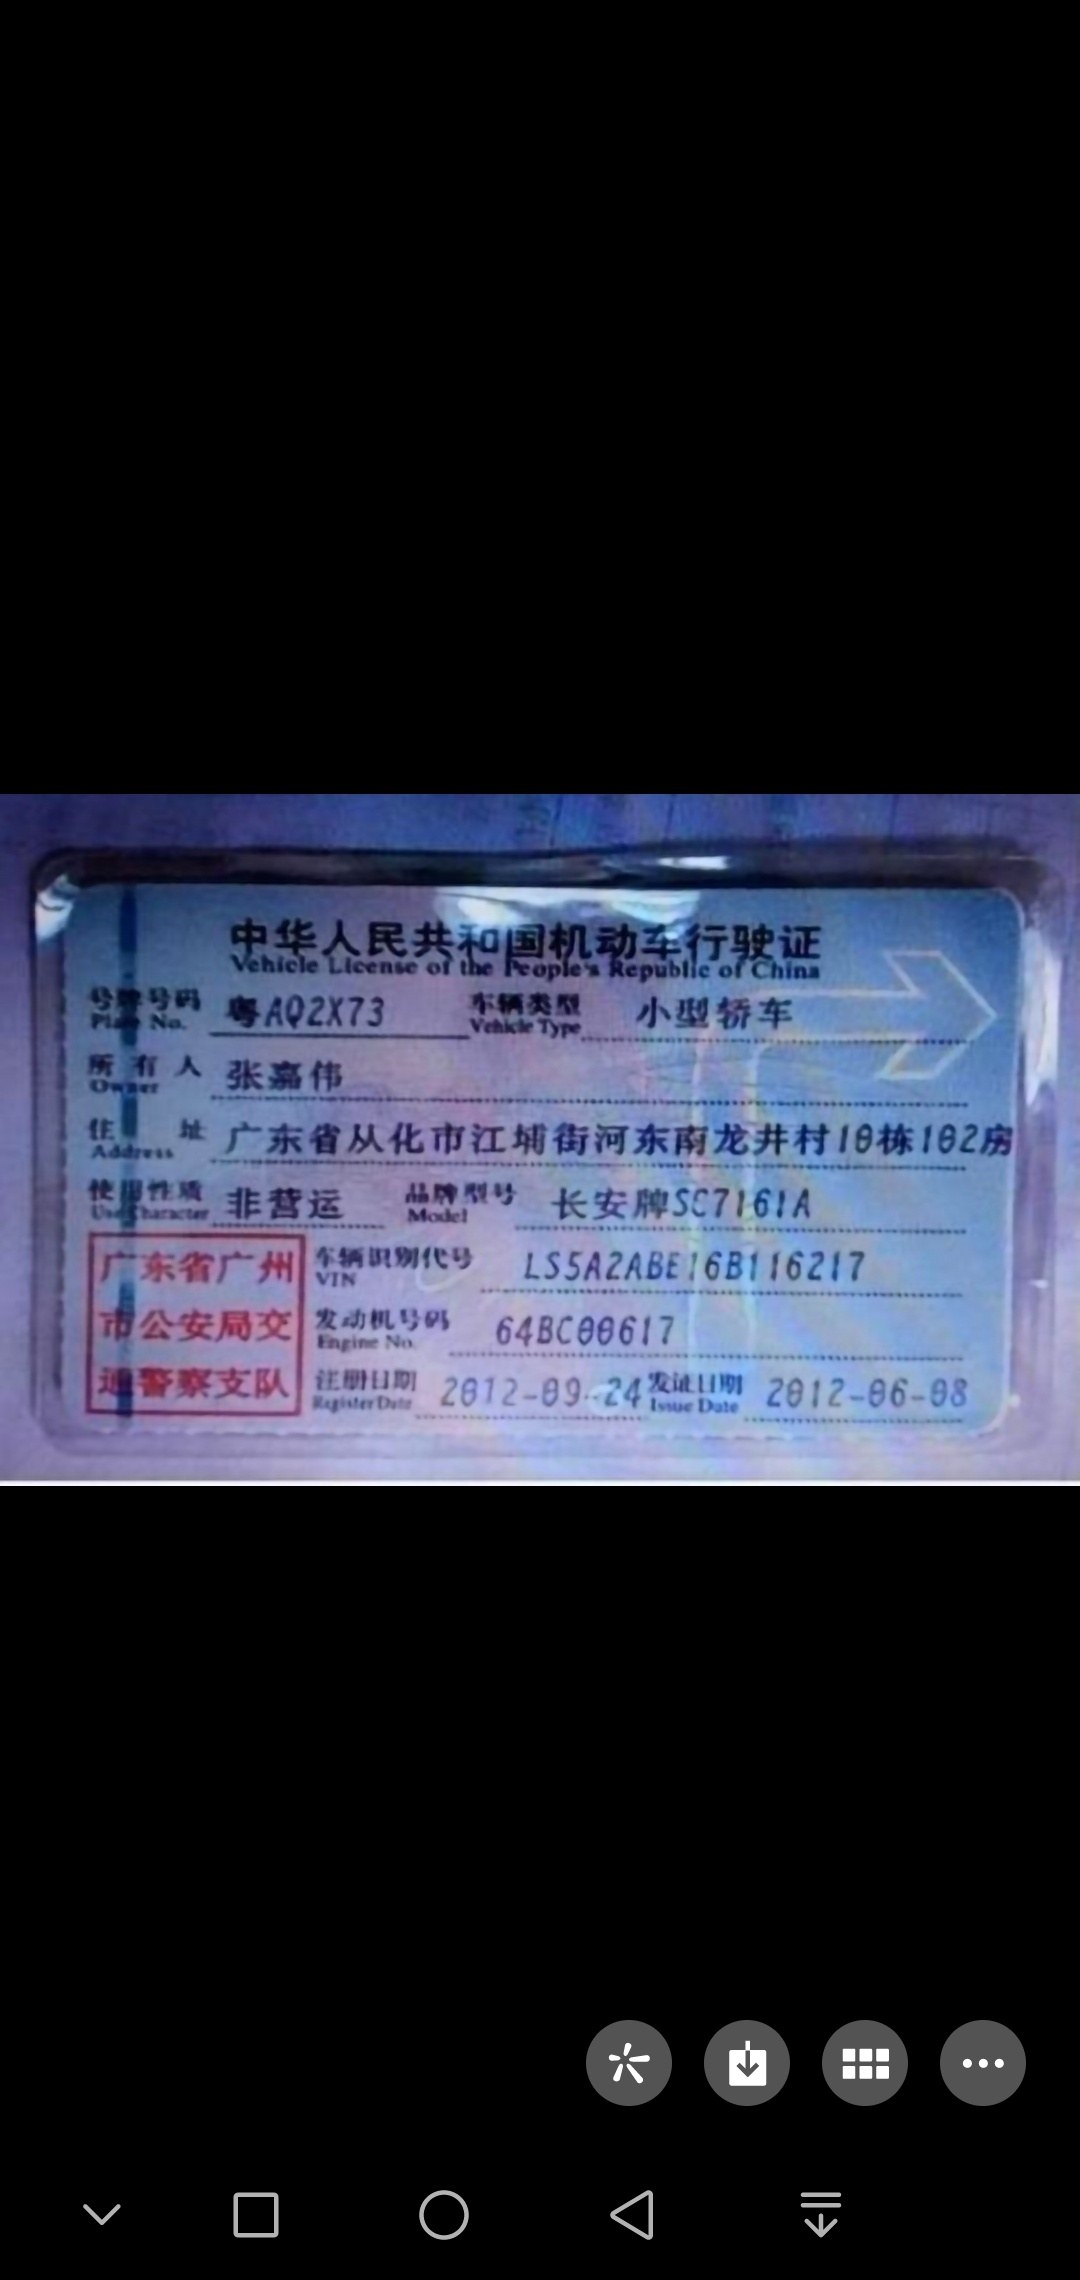 中华人民共和国机动车行驶证
Vehicle License of the People's Republic of China
号牌号码 粤AQ2X73 车辆类型 小型轿车
Plate No. Vehicle Type
所有人 张嘉伟
Owner
住址 广东省从化市江埔街河东南龙井村10栋102房
Address
使用性质 非营运 品牌型号 长安牌SC7161A
Use Character Model
广东省广州
市公安局交
通警察支队
车辆识别代号 LS5A2ABE16B116217
VIN
发动机号码 64BC00617
Engine No.
注册日期 2012-09-24 发证日期 2012-06-08
Register Date Issue Date